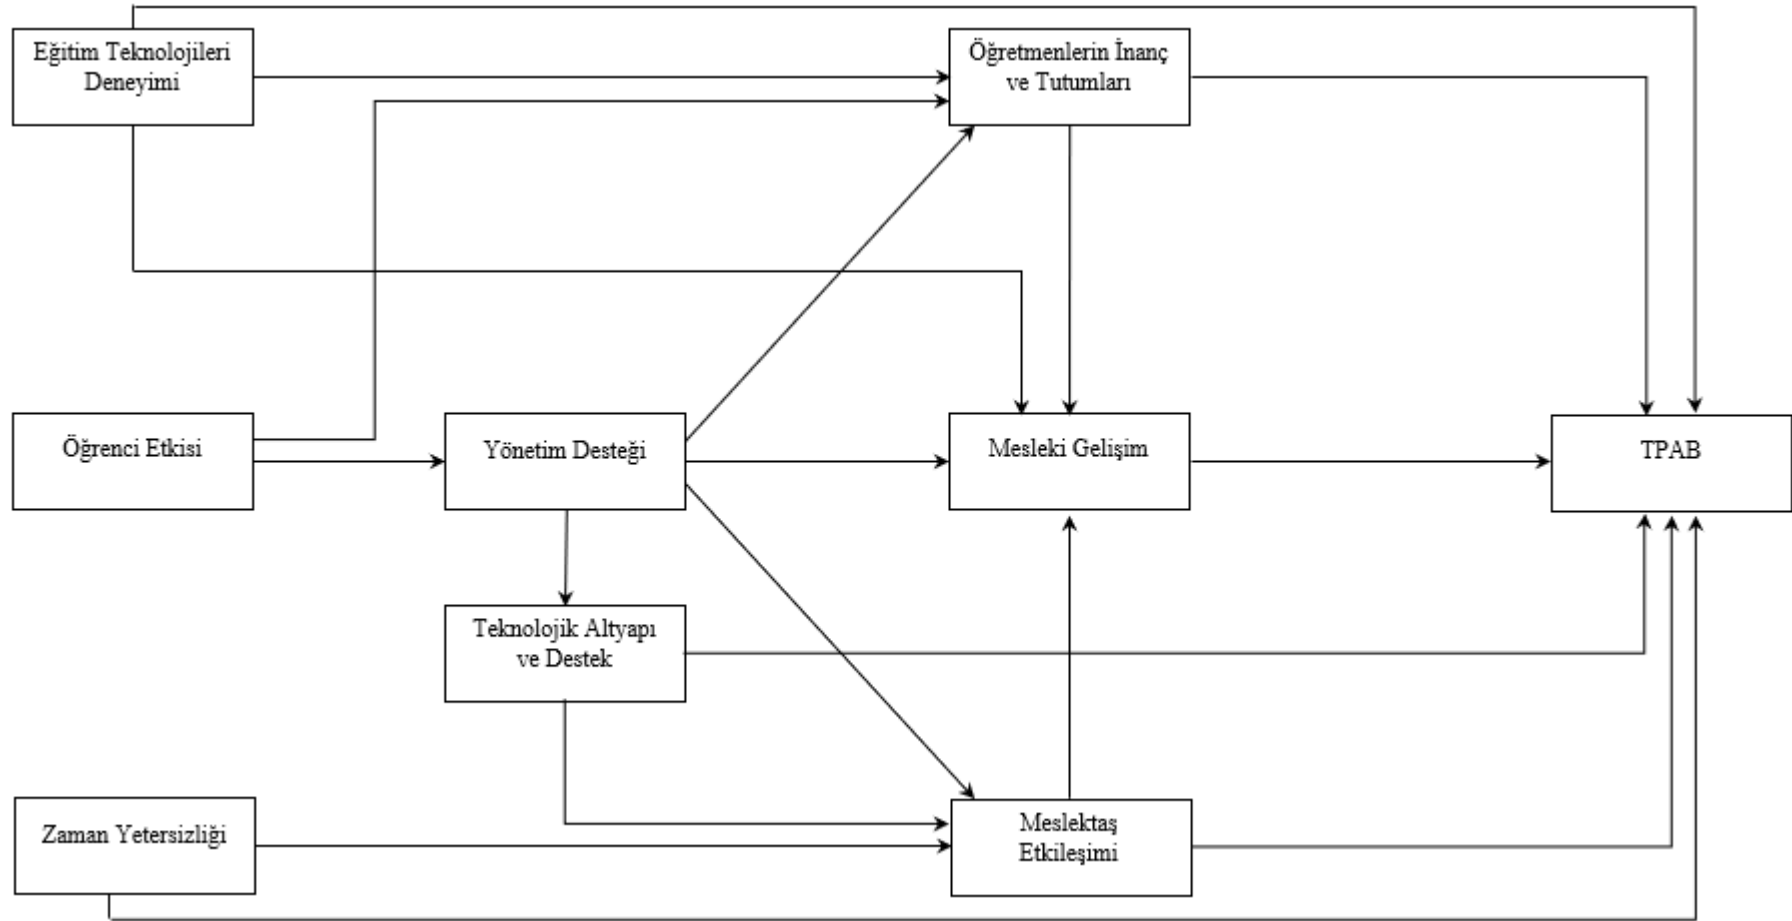 Eğitim Teknolojileri
Deneyimi
Öğretmenlerin İnanç
ve Tutumları
Öğrenci Etkisi
Yönetim Desteği
Mesleki Gelişim
TPAB
Teknolojik Altyapı
ve Destek
Zaman Yetersizliği
Meslektaş
Etkileşimi